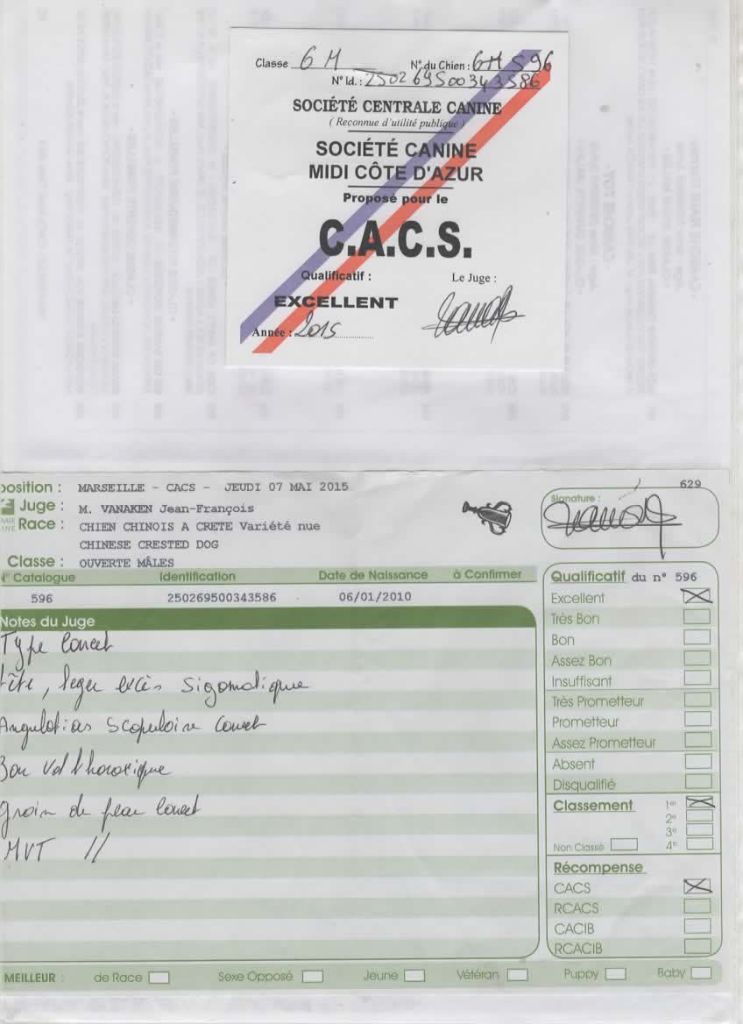 Classe 6 M N° du Chien : 6M 596
N° Id. : 250269500343586
SOCIÉTÉ CENTRALE CANINE
( Reconnue d'utilité publique )
SOCIÉTÉ CANINE
MIDI CÔTE D'AZUR
Proposé pour le
C.A.C.S.
Qualificatif : Le Juge :
EXCELLENT
Année : 2015
position : MARSEILLE - CACS - JEUDI 07 MAI 2015 629
Juge : M. VANAKEN Jean-François Signature :
Race : CHIEN CHINOIS A CRETE Variété nue
CHINESE CRESTED DOG
Classe : OUVERTE MÂLES
N° Catalogue Identification Date de Naissance à Confirmer
596 250269500343586 06/01/2010
Notes du Juge
Type Correct
tête, leger excès Sigomatique
Angulation Scapulaire Correct
Bon Vol thoracique
grain de peau Correct
MVT //
Qualificatif du n° 596
Excellent
Très Bon
Bon
Assez Bon
Insuffisant
Très Prometteur
Prometteur
Assez Prometteur
Absent
Disqualifié
Classement 1er
2e
3e
Non Classé 4e
Récompense
CACS
RCACS
CACIB
RCACIB
MEILLEUR : de Race Sexe Opposé Jeune Vétéran Puppy Baby